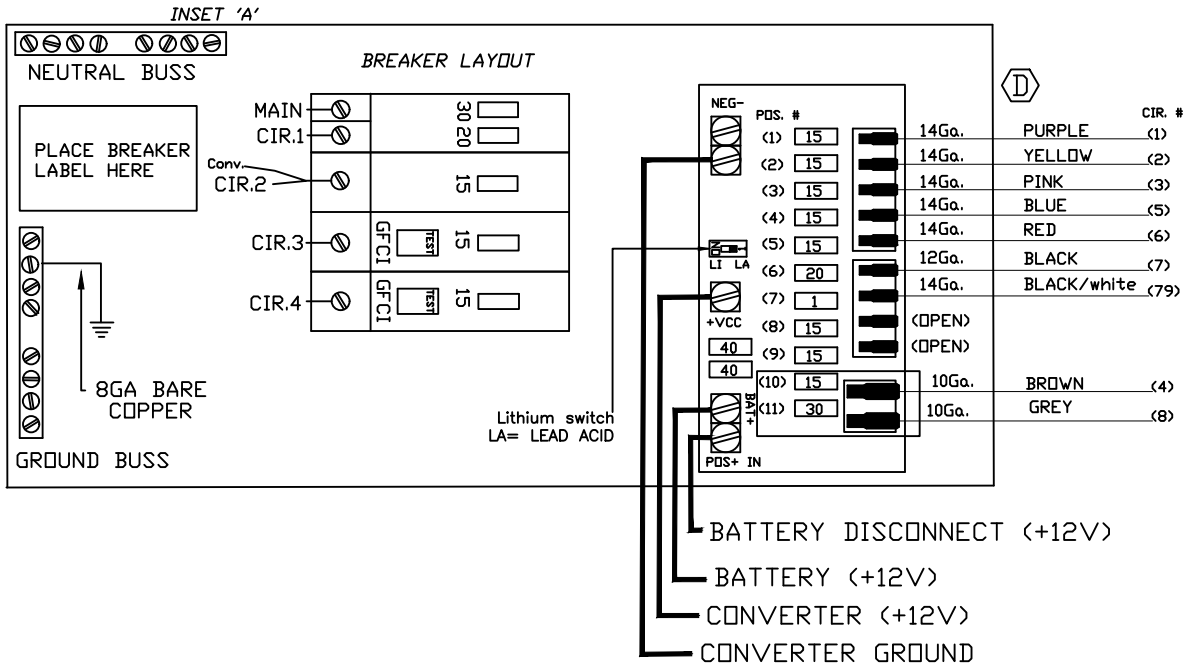 INSET 'A'
NEUTRAL BUSS
BREAKER LAYOUT
PLACE BREAKER
LABEL HERE
MAIN
30
CIR.1
20
Conv.
CIR.2
15
CIR.3
GFCI
TEST
15
CIR.4
GFCI
TEST
15
8GA BARE
COPPER
GROUND BUSS
Lithium switch
LA= LEAD ACID
NEG-
POS. #
(1) 15
(2) 15
(3) 15
(4) 15
(5) 15
(6) 20
(7) 1
(8) 15
(9) 15
(10) 15
(11) 30
LI LA
+VCC
40
40
BAT+
POS+ IN
D
CIR. #
14Ga. PURPLE (1)
14Ga. YELLOW (2)
14Ga. PINK (3)
14Ga. BLUE (5)
14Ga. RED (6)
12Ga. BLACK (7)
14Ga. BLACK/white (79)
(OPEN)
(OPEN)
10Ga. BROWN (4)
10Ga. GREY (8)
BATTERY DISCONNECT (+12V)
BATTERY (+12V)
CONVERTER (+12V)
CONVERTER GROUND